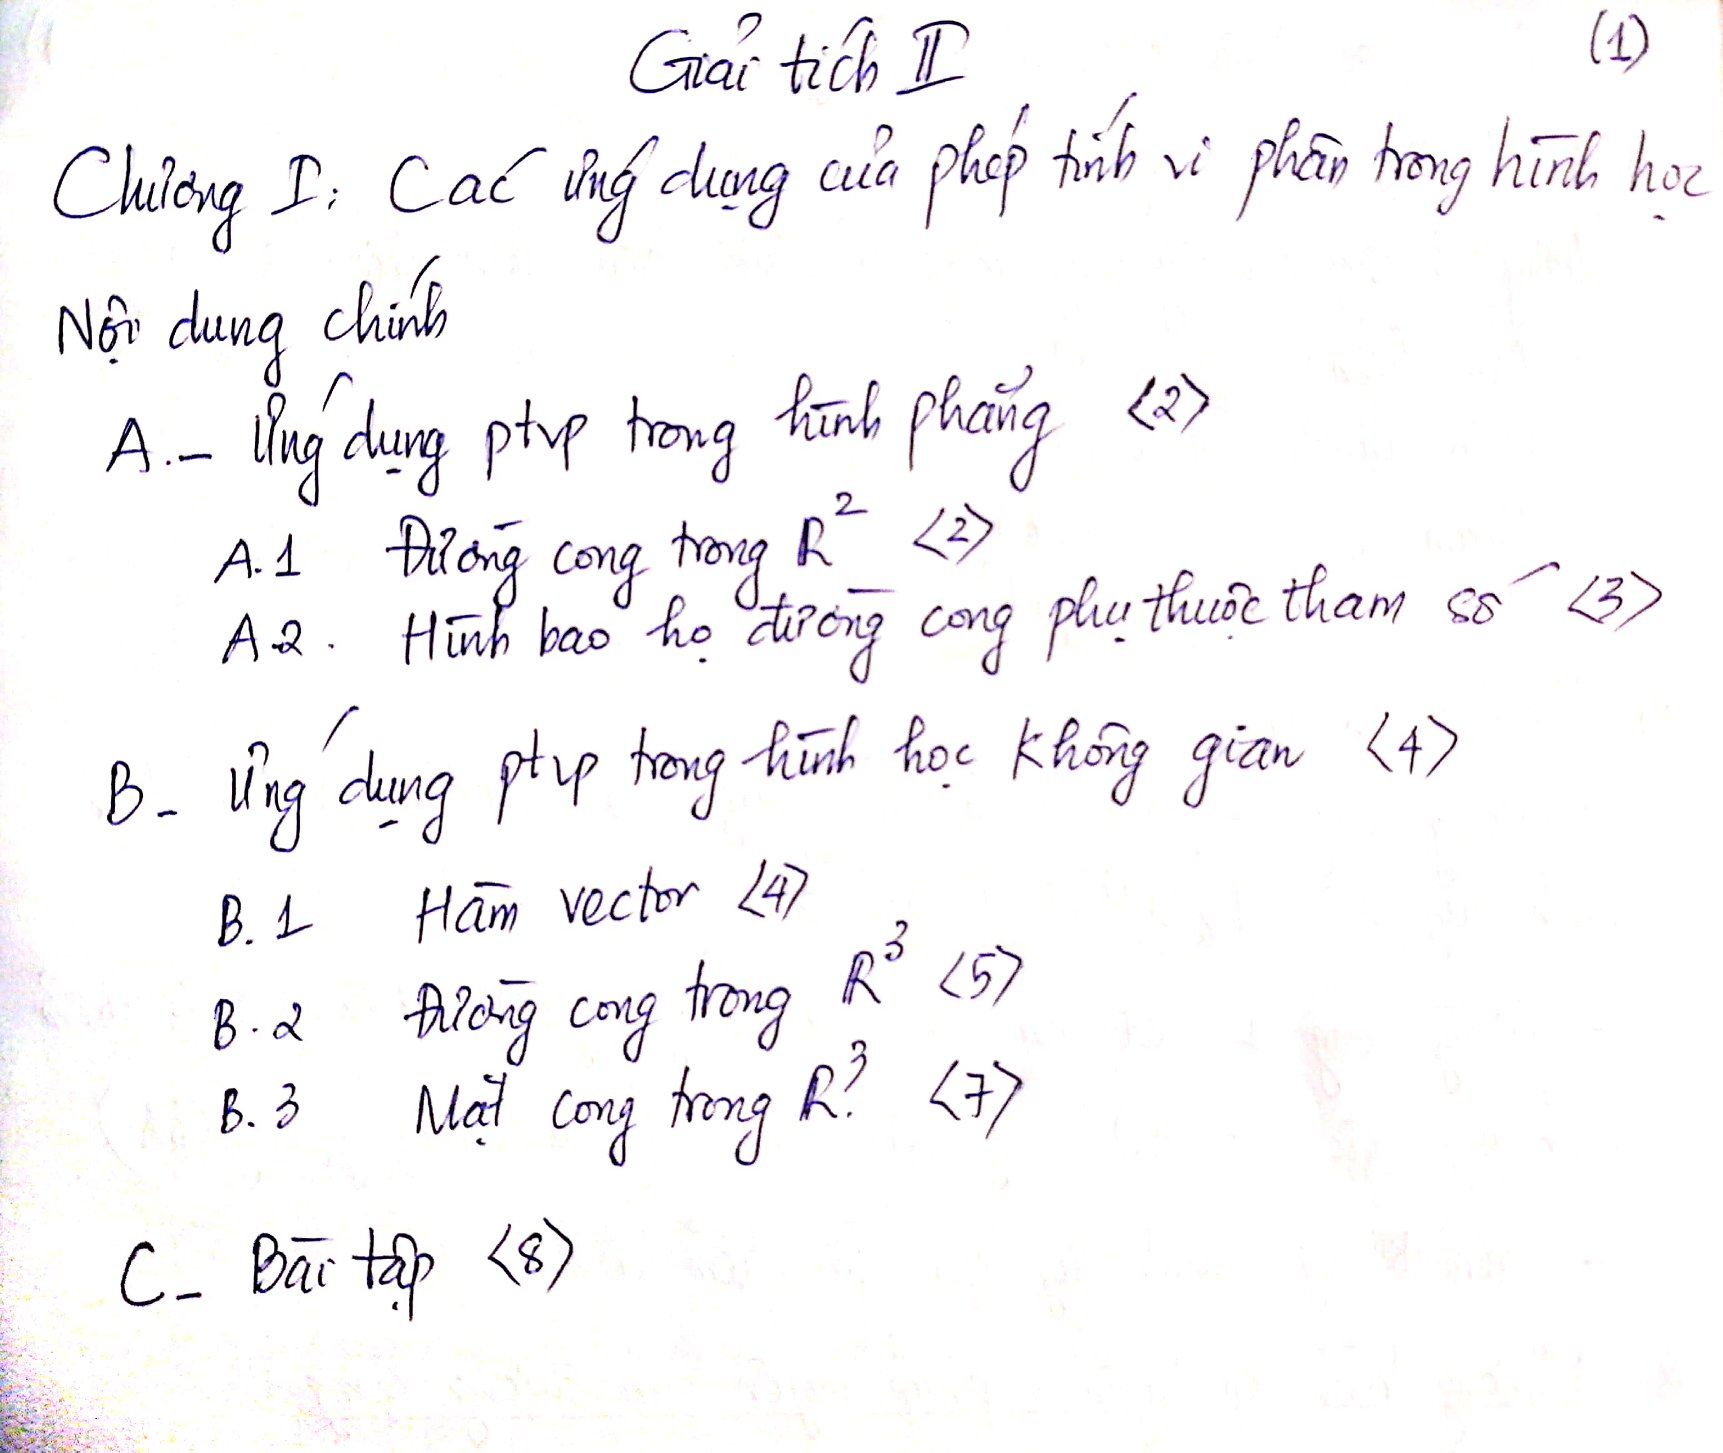 Giải tích II (1)
Chương I: Các ứng dụng của phép tính vi phân trong hình học
Nội dung chính
A.- Ứng dụng ptvp trong hình phẳng <2>
A.1 Đường cong trong R² <2>
A.2. Hình bao họ đường cong phụ thuộc tham số <3>
B- Ứng dụng ptvp trong hình học không gian <4>
B.1 Hàm vector <4>
B.2 Đường cong trong R³ <5>
B.3 Mặt cong trong R³. <7>
C- Bài tập <8>